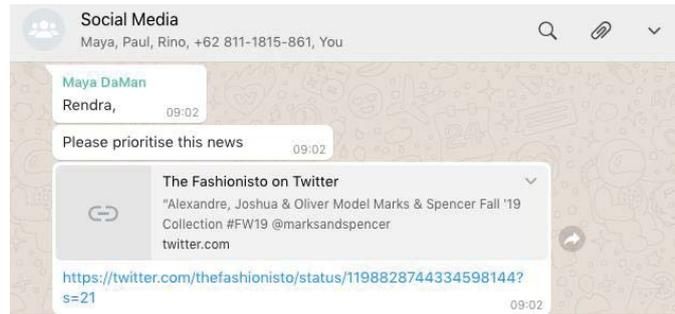 Social Media
Maya, Paul, Rino, +62 811-1815-861, You
Maya DaMan
Rendra,
09:02
Please prioritise this news
09:02
The Fashionisto on Twitter
"Alexandre, Joshua & Oliver Model Marks & Spencer Fall '19
Collection #FW19 @marksandspencer
twitter.com
https://twitter.com/thefashionisto/status/1198828744334598144?
s=21
09:02